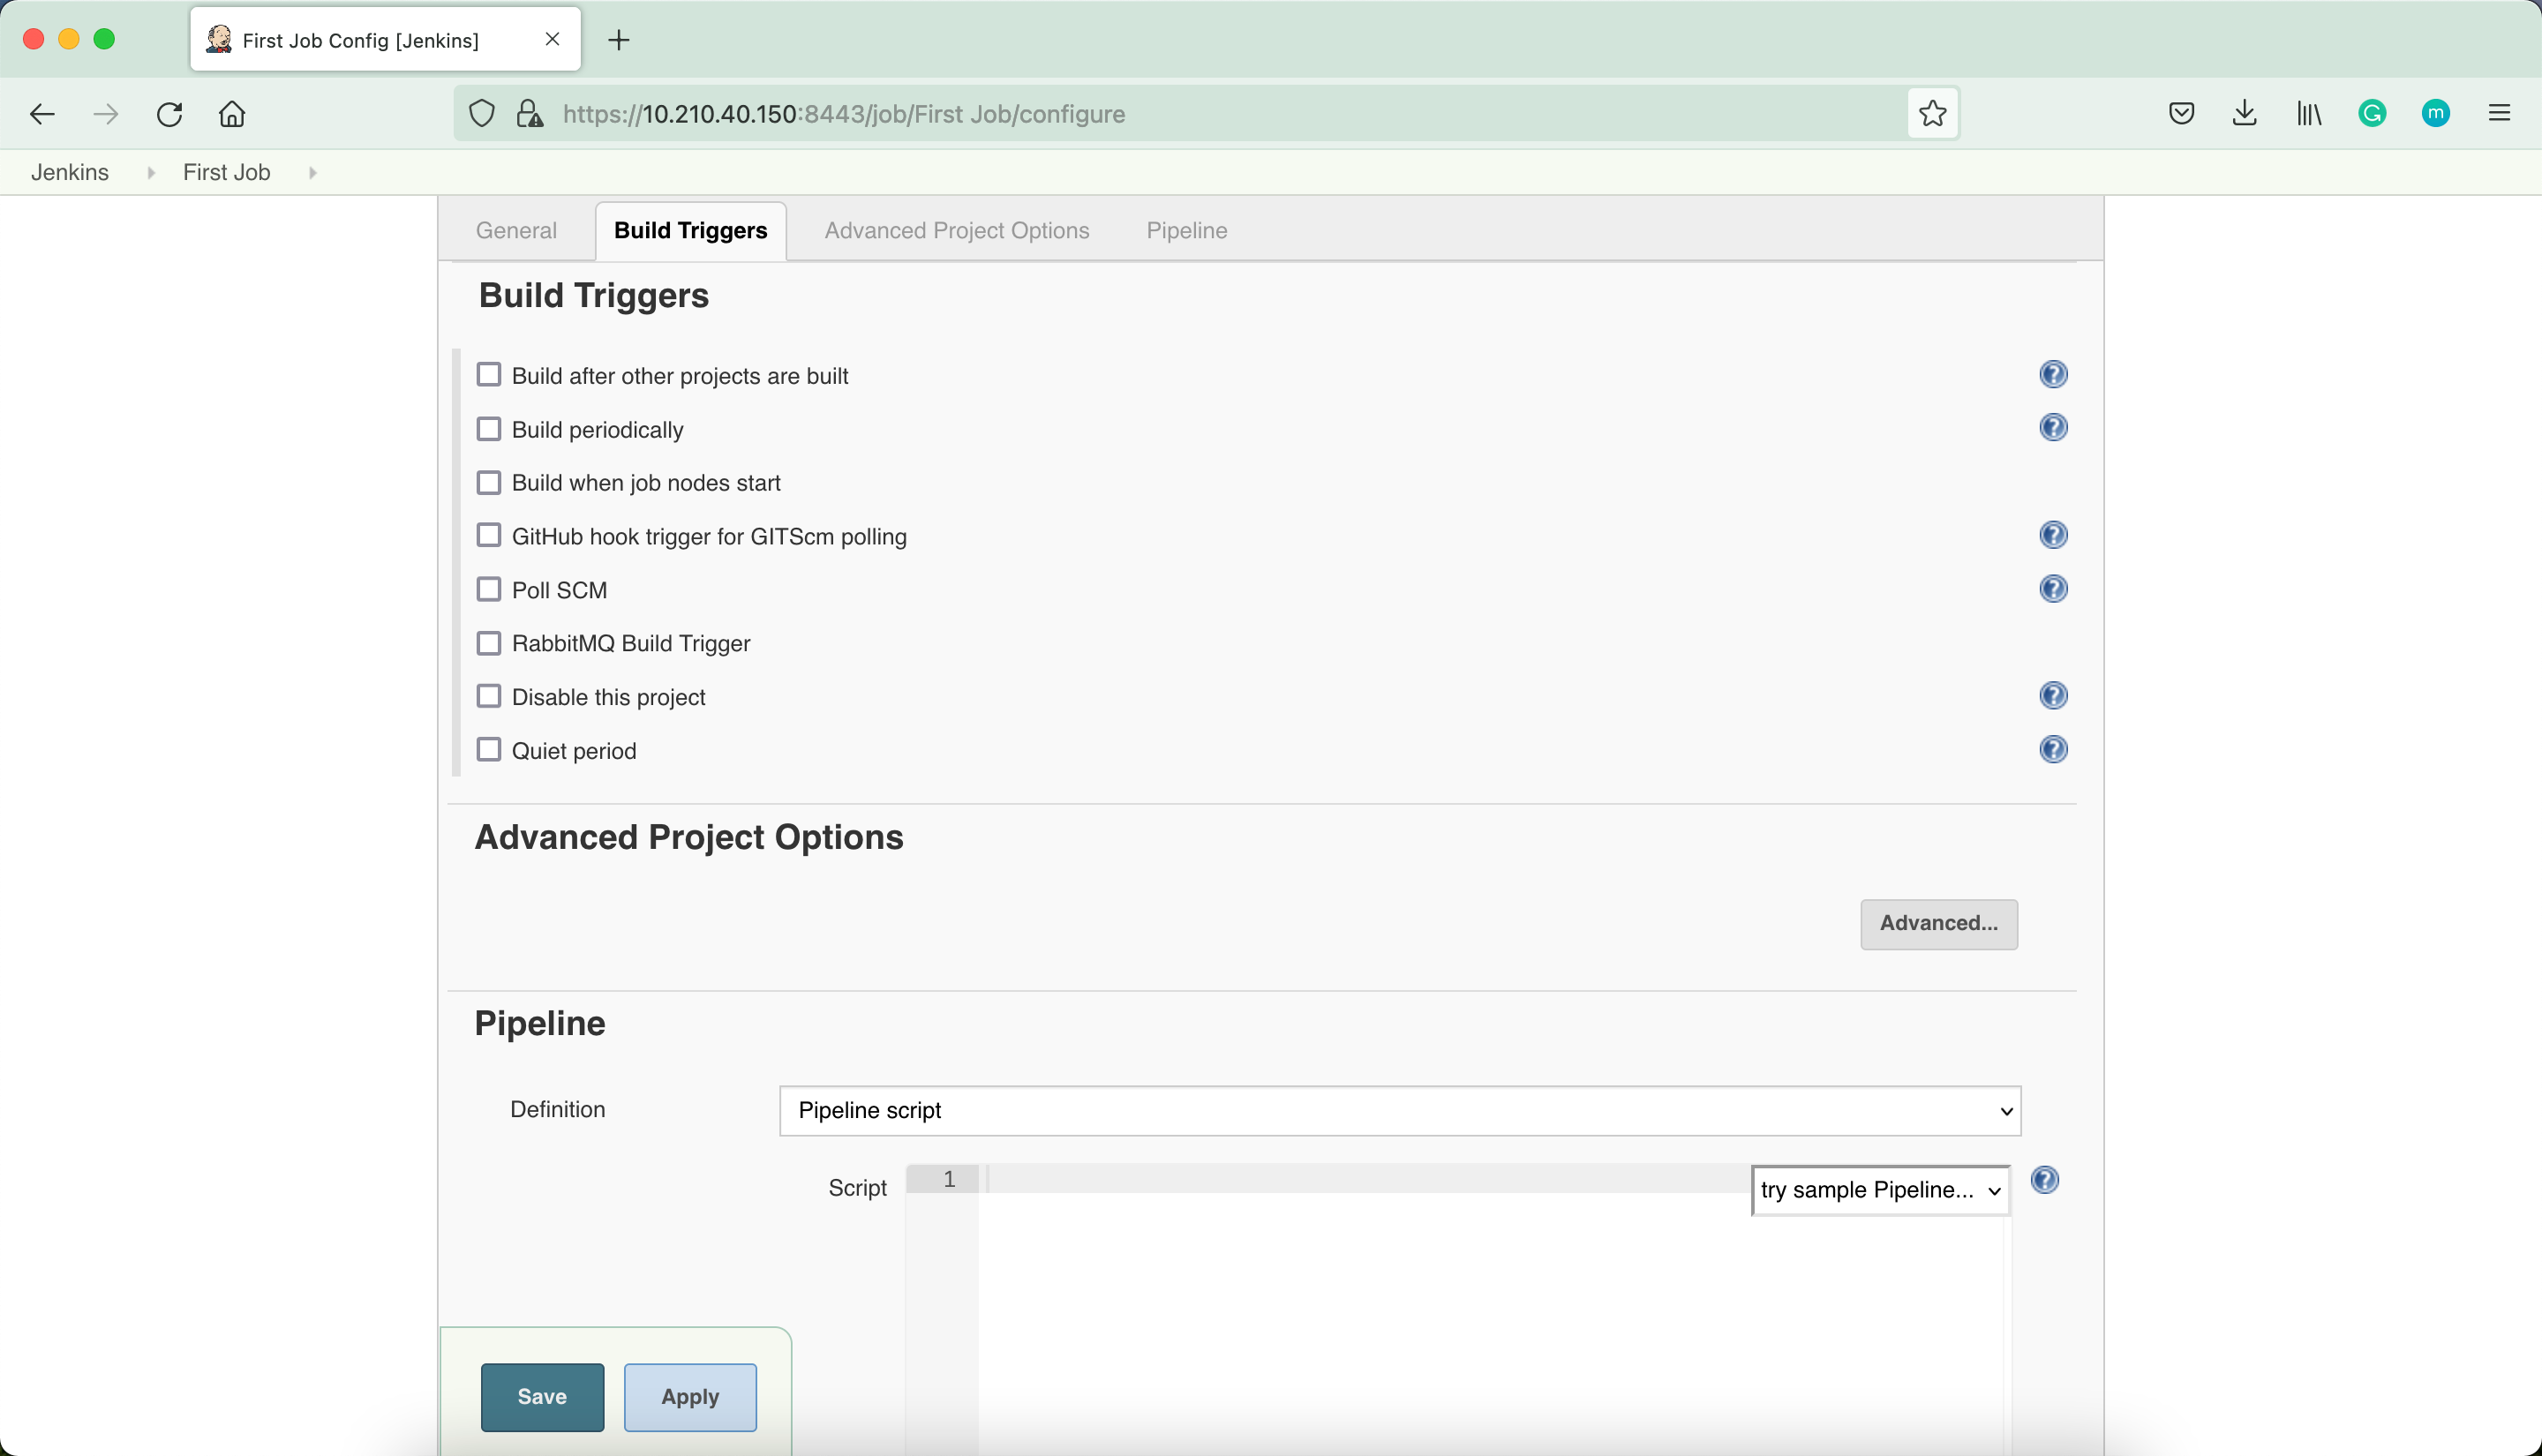 First Job Config [Jenkins]
https://10.210.40.150:8443/job/First Job/configure
m
Jenkins
First Job
General
Build Triggers
Advanced Project Options
Pipeline
Build Triggers
Build after other projects are built
?
Build periodically
?
Build when job nodes start
GitHub hook trigger for GITScm polling
?
Poll SCM
?
RabbitMQ Build Trigger
Disable this project
?
Quiet period
?
Advanced Project Options
Advanced...
Pipeline
Definition
Pipeline script
Script
1
try sample Pipeline...
?
Save
Apply